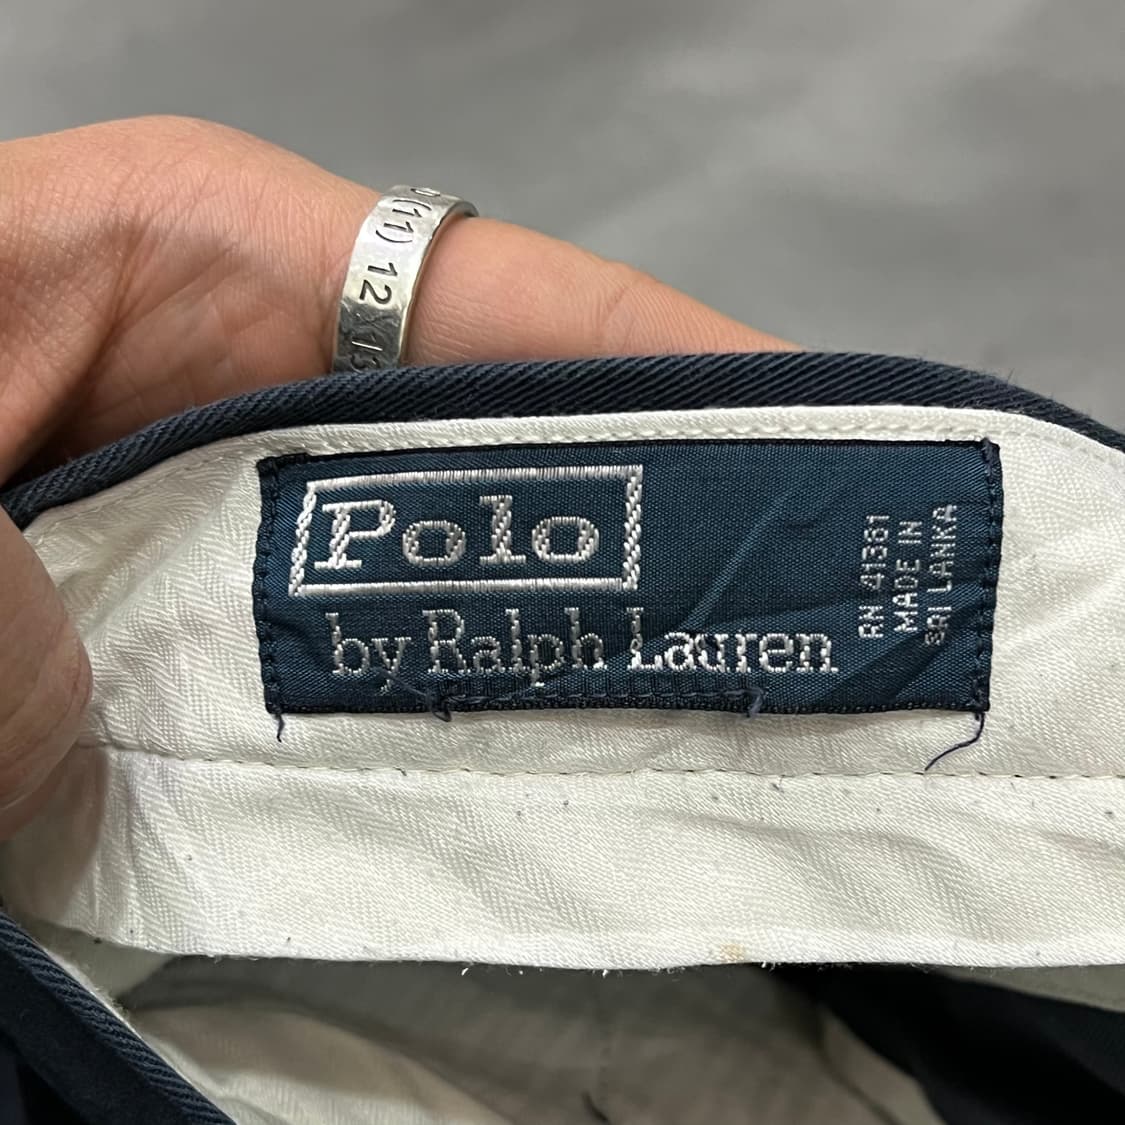 (11) 12
Polo
by Ralph Lauren
RN 41381
MADE IN
SRI LANKA